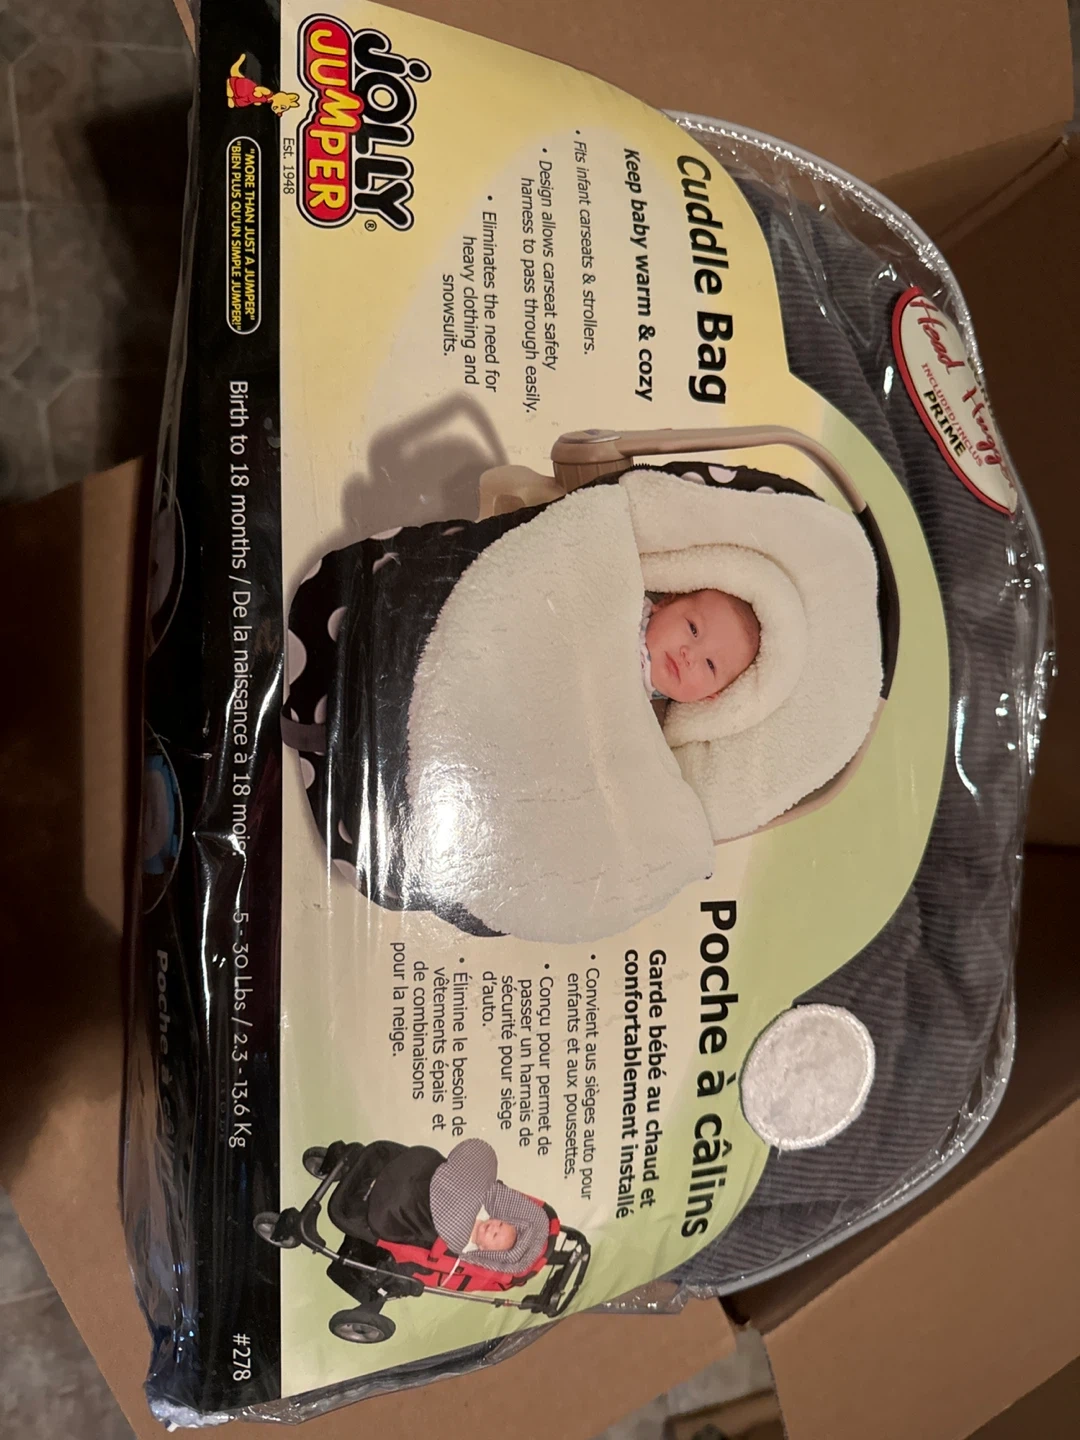 JOLLY
JUMPER
®
Est. 1948
"MORE THAN JUST A JUMPER"
"BIEN PLUS QU'UN SIMPLE JUMPER!"
Cuddle Bag
Keep baby warm & cozy
• Fits infant carseats & strollers.
• Design allows carseat safety
harness to pass through easily.
• Eliminates the need for
heavy clothing and
snowsuits.
Head Hugger
INCLUDED/INCLUS
PRIME
Poche à câlins
Garde bébé au chaud et
confortablement installé
• Convient aus sièges auto pour
enfants et aux poussettes.
• Conçu pour permet de
passer un harnais de
sécurité pour siège
d'auto.
• Élimine le besoin de
vêtements épais et
de combinaisons
pour la neige.
Birth to 18 months / De la naissance à 18 mois. 5 - 30 Lbs / 2.3 - 13.6 Kg #278
Poche à